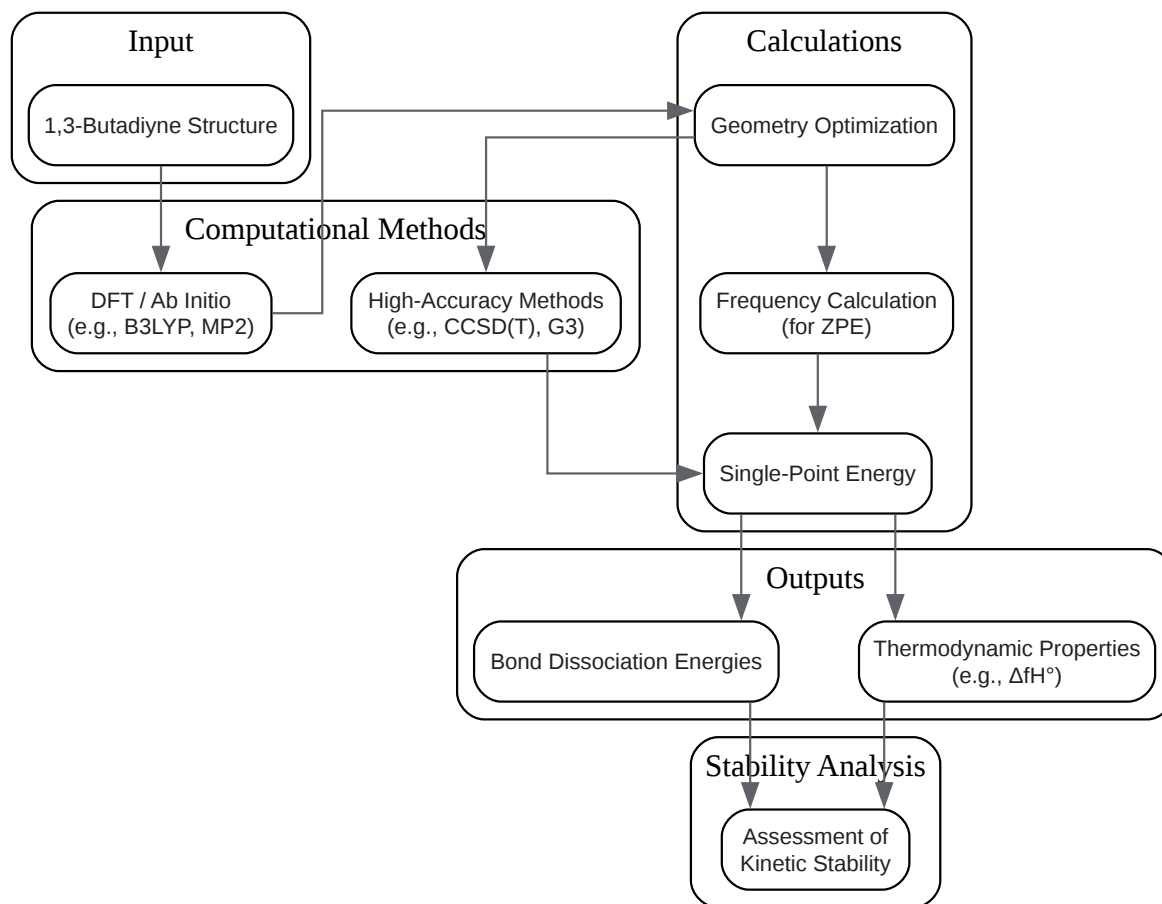 Input
1,3-Butadiyne Structure
Calculations
Geometry Optimization
Computational Methods
DFT / Ab Initio
(e.g., B3LYP, MP2)
High-Accuracy Methods
(e.g., CCSD(T), G3)
Frequency Calculation
(for ZPE)
Single-Point Energy
Outputs
Bond Dissociation Energies
Thermodynamic Properties
(e.g., ΔfH°)
Stability Analysis
Assessment of
Kinetic Stability